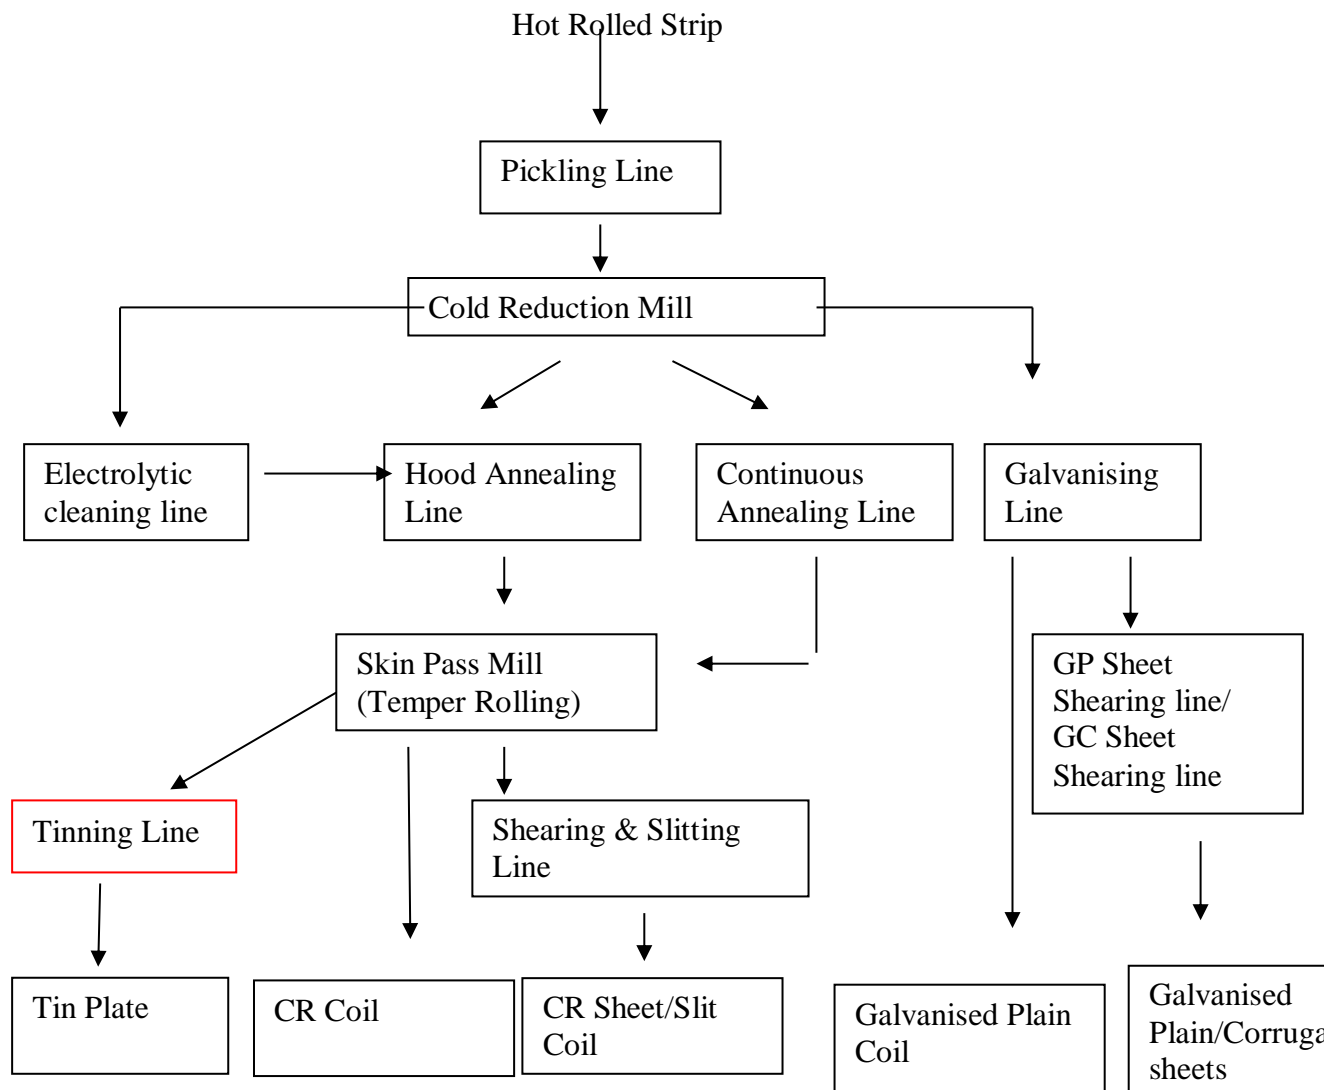 Hot Rolled Strip
Pickling Line
Cold Reduction Mill
Electrolytic
cleaning line
Hood Annealing
Line
Continuous
Annealing Line
Galvanising
Line
Skin Pass Mill
(Temper Rolling)
GP Sheet
Shearing line/
GC Sheet
Shearing line
Tinning Line
Shearing & Slitting
Line
Tin Plate
CR Coil
CR Sheet/Slit
Coil
Galvanised Plain
Coil
Galvanised
Plain/Corruga
sheets